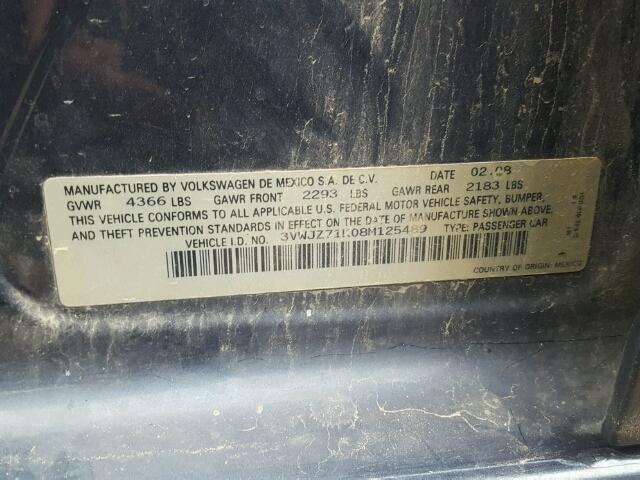 MANUFACTURED BY VOLKSWAGEN DE MEXICO S.A. DE C.V. DATE 02.08
GVWR 4366 LBS GAWR FRONT 2293 LBS GAWR REAR 2183 LBS
THIS VEHICLE CONFORMS TO ALL APPLICABLE U.S. FEDERAL MOTOR VEHICLE SAFETY, BUMPER,
AND THEFT PREVENTION STANDARDS IN EFFECT ON THE DATE OF MANUFACTURE SHOWN ABOVE.
VEHICLE I.D. NO. 3VWJZ71K08M125489 TYPE: PASSENGER CAR
COUNTRY OF ORIGIN: MEXICO